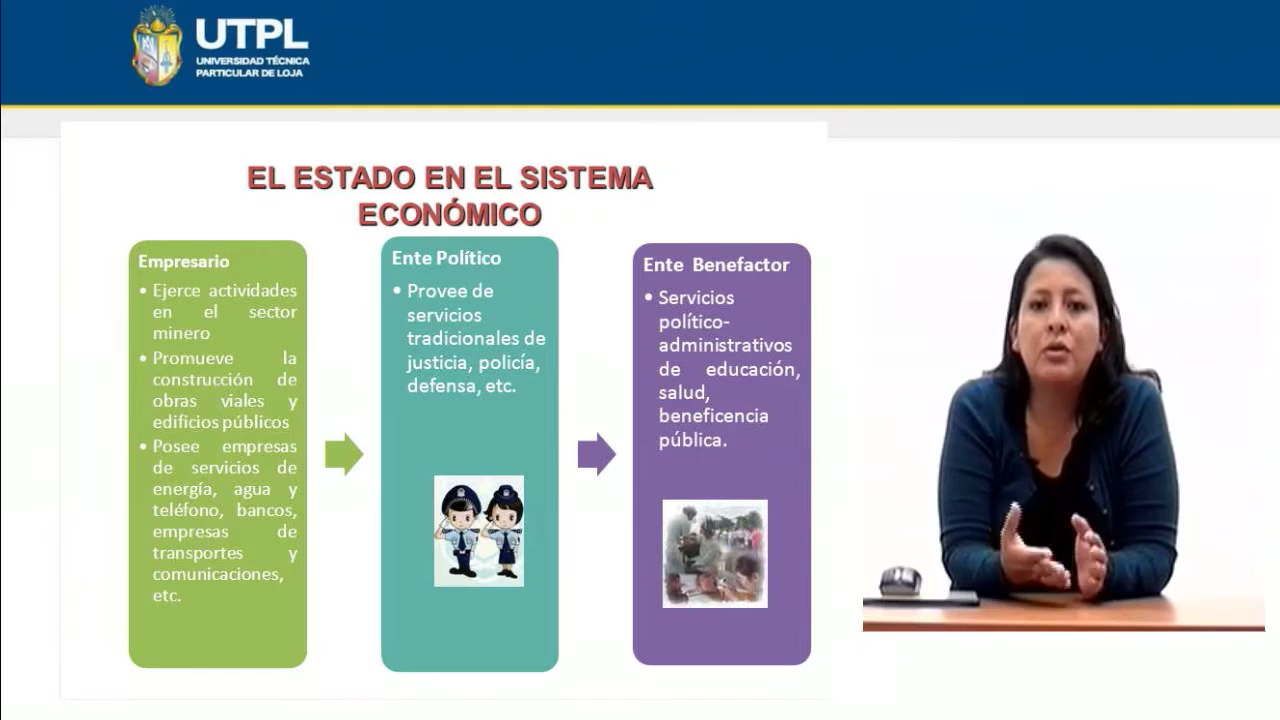 UTPL
UNIVERSIDAD TÉCNICA
PARTICULAR DE LOJA
EL ESTADO EN EL SISTEMA
ECONÓMICO
Empresario
• Ejerce actividades
en el sector
minero
• Promueve la
construcción de
obras viales y
edificios públicos
• Posee empresas
de servicios de
energía, agua y
teléfono, bancos,
empresas de
transportes y
comunicaciones,
etc.
Ente Político
• Provee de
servicios
tradicionales de
justicia, policía,
defensa, etc.
Ente Benefactor
• Servicios
político-
administrativos
de educación,
salud,
beneficencia
pública.